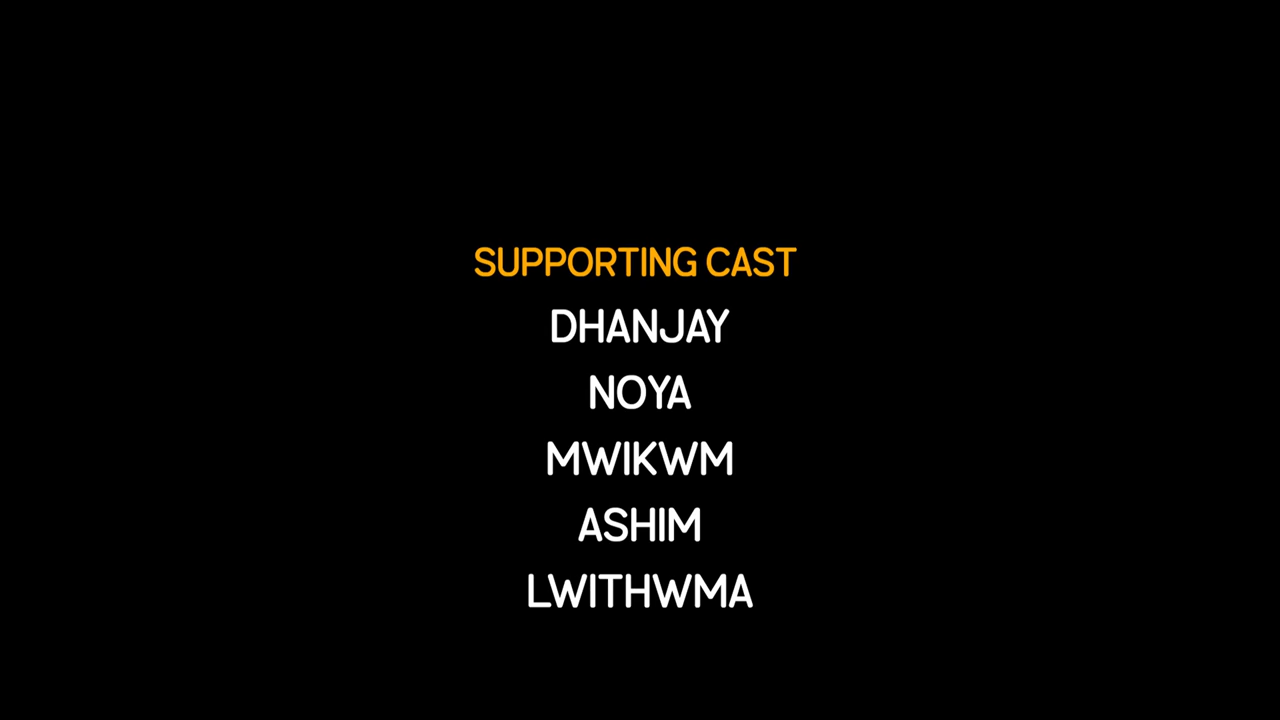 SUPPORTING CAST
DHANJAY
NOYA
MWIKWM
ASHIM
LWITHWMA